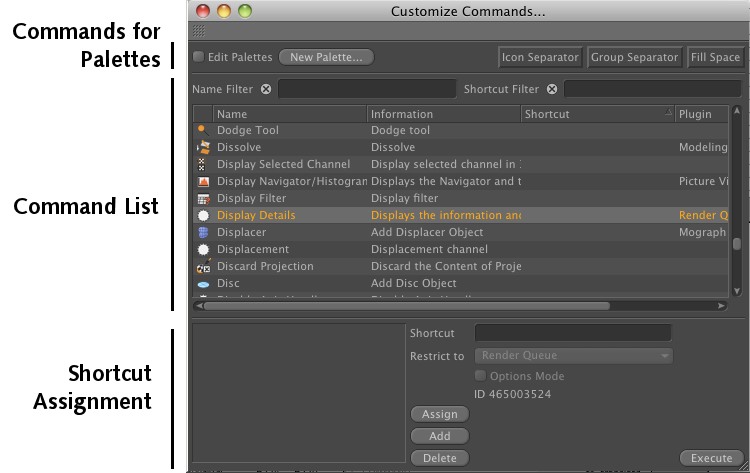 Customize Commands...
Commands for
Palettes
Edit Palettes New Palette... Icon Separator Group Separator Fill Space
Name Filter Shortcut Filter
Name Information Shortcut Plugin
Dodge Tool Dodge tool
Dissolve Dissolve Modeling
Display Selected Channel Display selected channel in
Display Navigator/Histogran Displays the Navigator and t Picture Vi
Display Filter Display filter
Command List
Display Details Displays the information and Render Q
Displacer Add Displacer Object Mograph
Displacement Displacement channel
Discard Projection Discard the Content of Proje
Disc Add Disc Object
Shortcut
Assignment
Shortcut
Restrict to Render Queue
Options Mode
ID 465003524
Assign
Add
Delete Execute